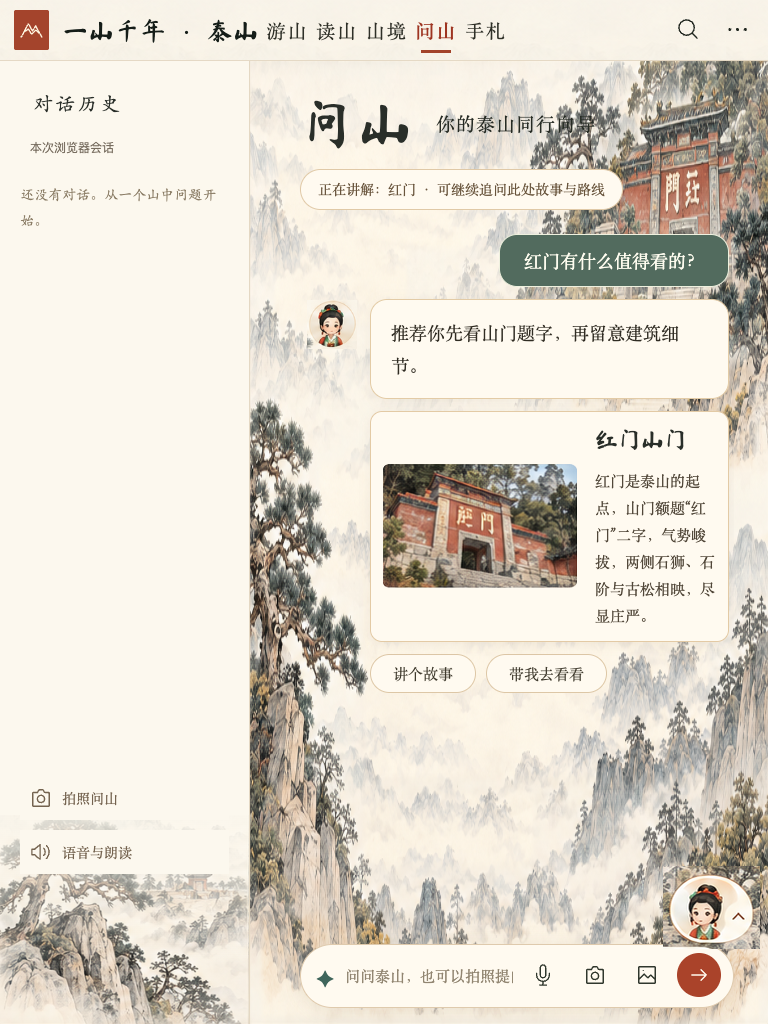 一山千年 · 泰山 游山 读山 山境 问山 手札
对话历史
本次浏览器会话
还没有对话。从一个山中问题开
始。
拍照问山
语音与朗读
问山 你的泰山同行向导
正在讲解：红门 · 可继续追问此处故事与路线
红门有什么值得看的？
推荐你先看山门题字，再留意建筑细
节。
红门山门
红门是泰山的起
点，山门额题“红
门”二字，气势峻
拔，两侧石狮、石
阶与古松相映，尽
显庄严。
讲个故事 带我去看看
问问泰山，也可以拍照提